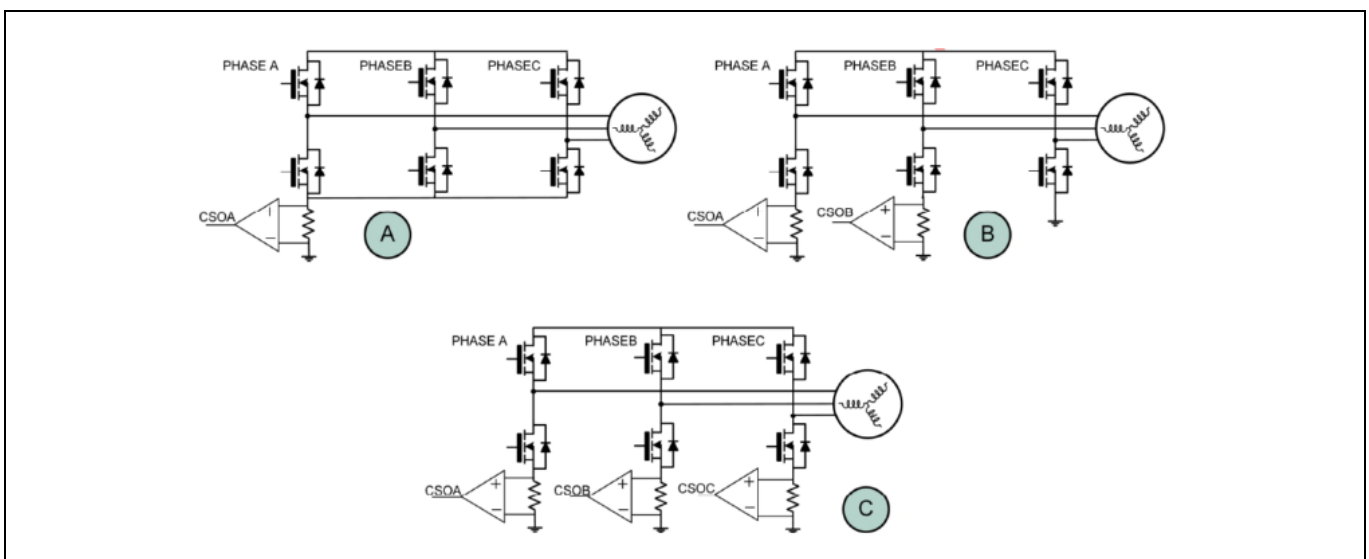 PHASE A PHASEB PHASEC
CSOA
A
PHASE A PHASEB PHASEC
CSOA CSOB
B
PHASE A PHASEB PHASEC
CSOA CSOB CSOC
C